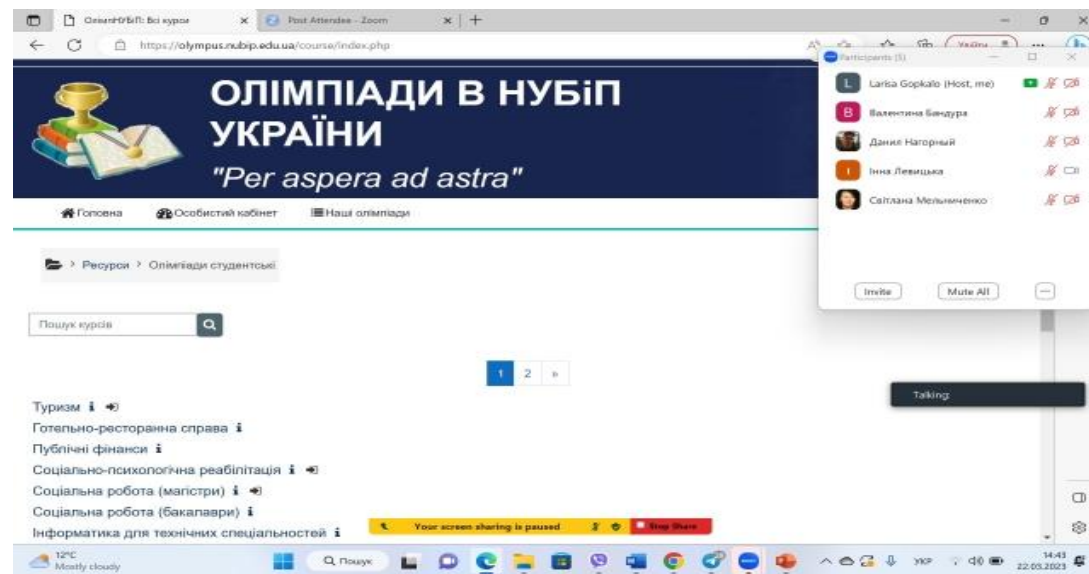 ОлімпНУБіП: Всі курси
Post Attendee - Zoom
https://olympus.nubip.edu.ua/course/index.php
ОЛІМПІАДИ В НУБіП
УКРАЇНИ
"Per aspera ad astra"
Головна Особистий кабінет Наші олімпіади
Ресурси > Олімпіади студентські
Пошук курсів
1 2 »
Туризм
Готельно-ресторанна справа
Публічні фінанси
Соціально-психологічна реабілітація
Соціальна робота (магістри)
Соціальна робота (бакалаври)
Інформатика для технічних спеціальностей
Participants (5)
Larisa Gopkalo (Host, me)
В Валентина Бандура
Данил Нагорный
І Інна Левицька
Світлана Мельниченко
Invite Mute All
Talking:
Your screen sharing is paused Stop Share
12°C
Mostly cloudy
Пошук
УКР
14:43
22.03.2023